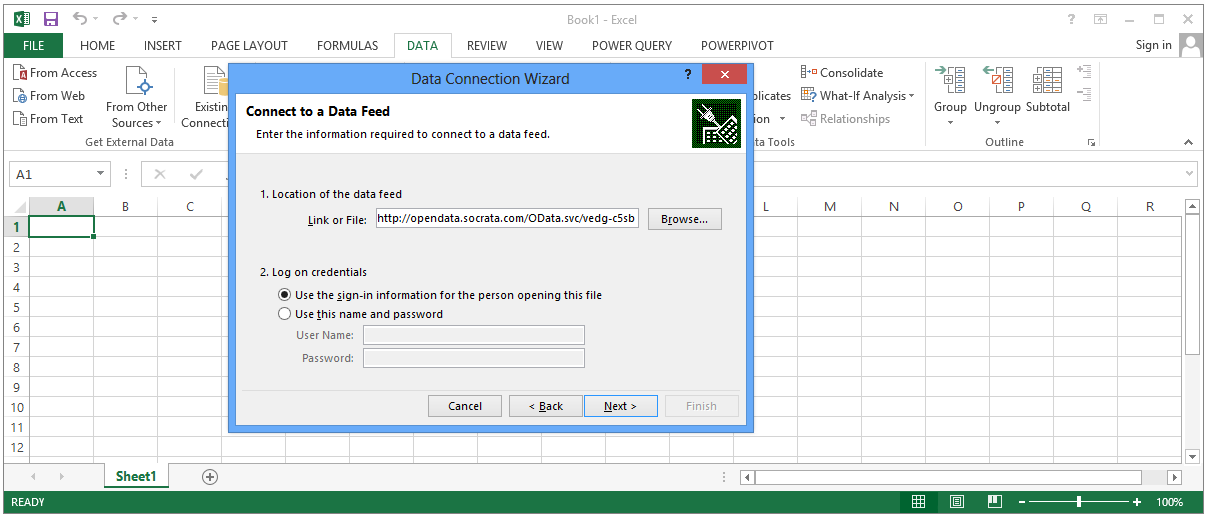 Book1 - Excel
?
FILE HOME INSERT PAGE LAYOUT FORMULAS DATA REVIEW VIEW POWER QUERY POWERPIVOT Sign in
From Access
From Web
From Text
From Other
Sources
Existin
Connecti
Get External Data
Data Connection Wizard
?
Connect to a Data Feed
Enter the information required to connect to a data feed.
1. Location of the data feed
Link or File: http://opendata.socrata.com/OData.svc/vedg-c5sb Browse...
2. Log on credentials
Use the sign-in information for the person opening this file
Use this name and password
User Name:
Password:
Cancel < Back Next > Finish
plicates
ion
ta Tools
Consolidate
What-If Analysis
Relationships
Group Ungroup Subtotal
Outline
A1
A B C L M N O P Q R
1
2
3
4
5
6
7
8
9
10
11
12
Sheet1
READY 100%